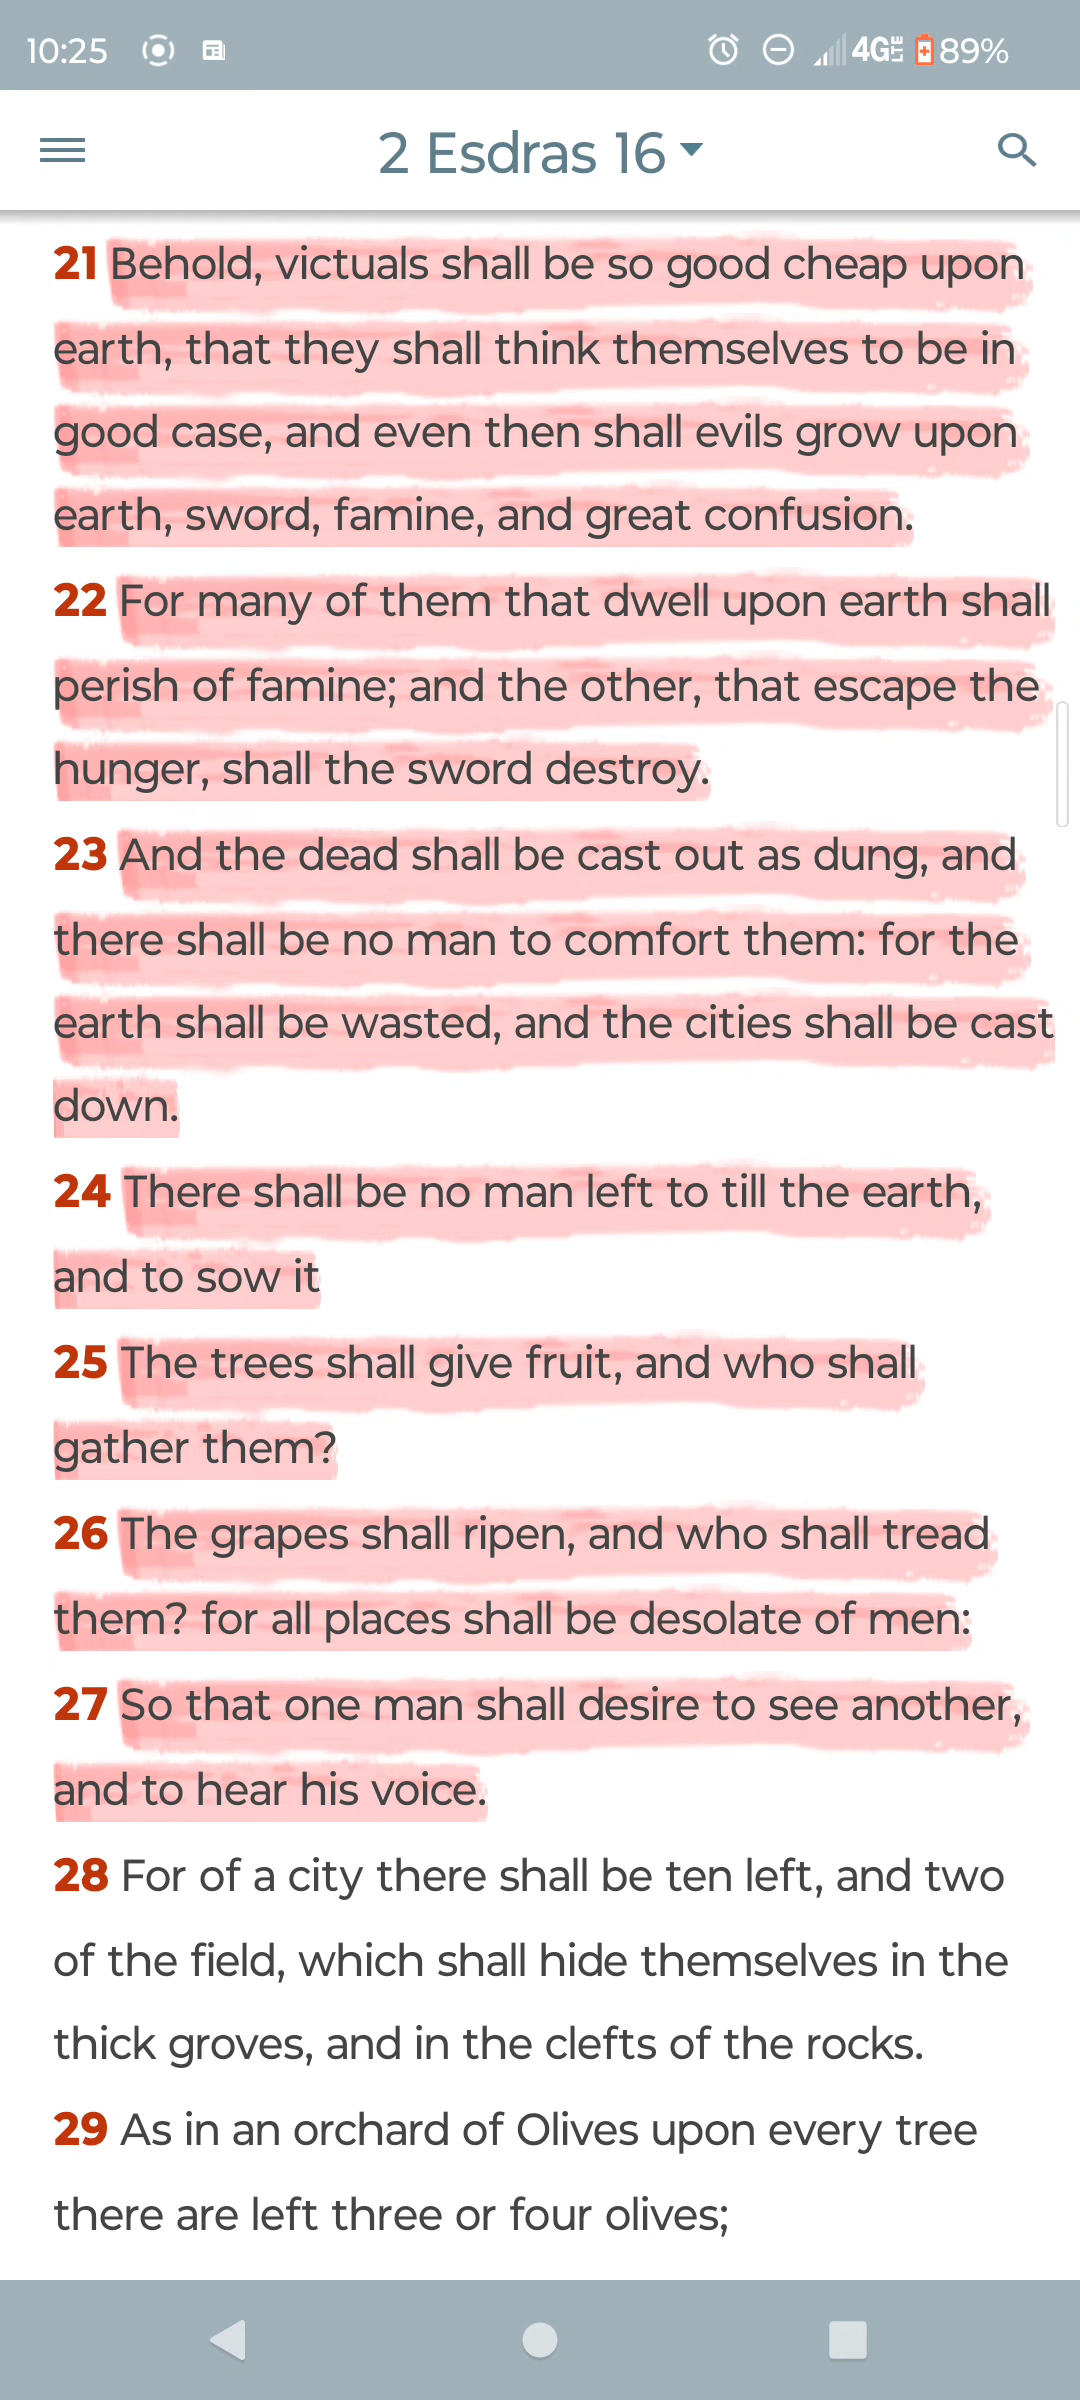 10:25 4G LTE 89%
2 Esdras 16
21 Behold, victuals shall be so good cheap upon
earth, that they shall think themselves to be in
good case, and even then shall evils grow upon
earth, sword, famine, and great confusion.
22 For many of them that dwell upon earth shall
perish of famine; and the other, that escape the
hunger, shall the sword destroy.
23 And the dead shall be cast out as dung, and
there shall be no man to comfort them: for the
earth shall be wasted, and the cities shall be cast
down.
24 There shall be no man left to till the earth,
and to sow it
25 The trees shall give fruit, and who shall
gather them?
26 The grapes shall ripen, and who shall tread
them? for all places shall be desolate of men:
27 So that one man shall desire to see another,
and to hear his voice.
28 For of a city there shall be ten left, and two
of the field, which shall hide themselves in the
thick groves, and in the clefts of the rocks.
29 As in an orchard of Olives upon every tree
there are left three or four olives;